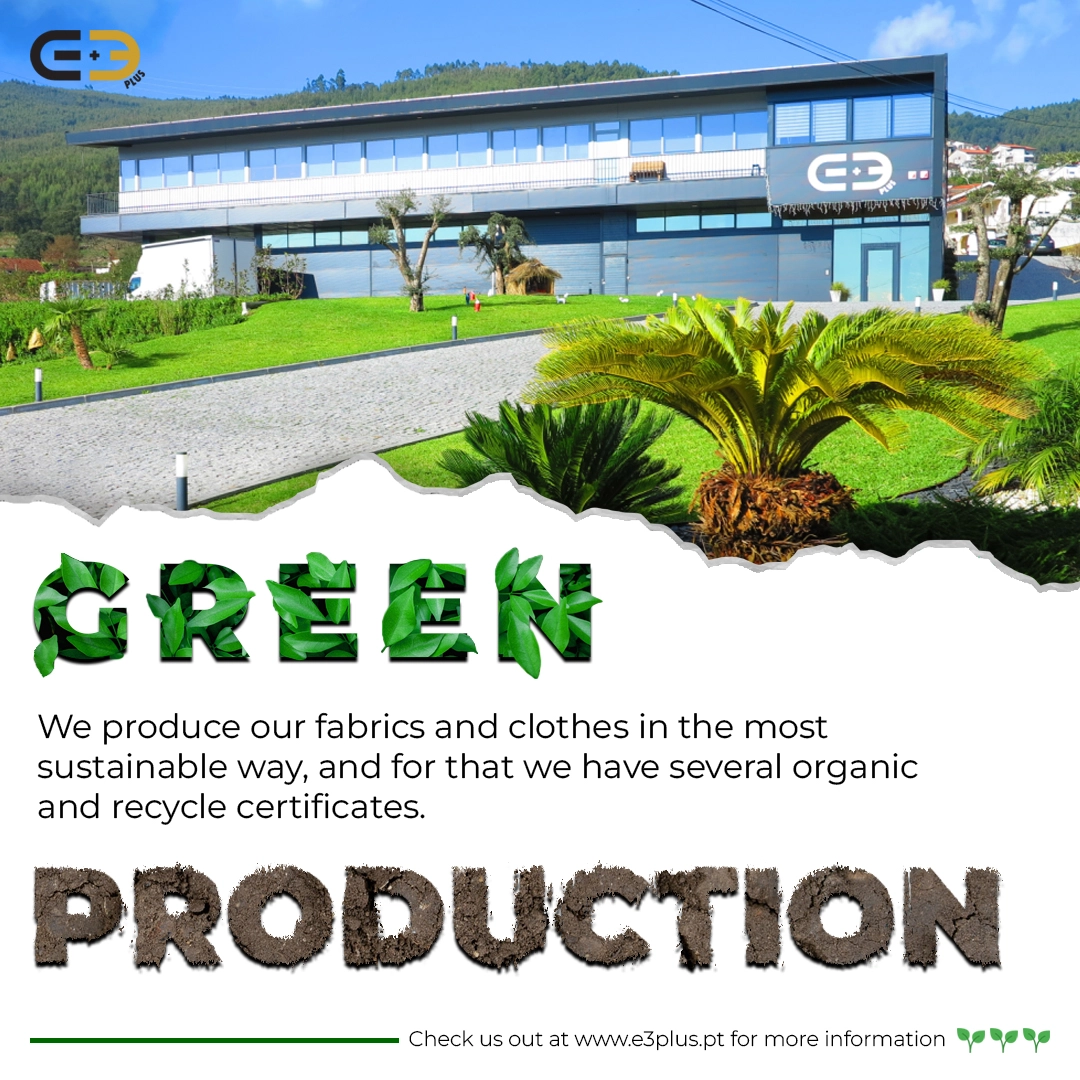 E+3
PLUS
E+3
PLUS
GREEN
We produce our fabrics and clothes in the most
sustainable way, and for that we have several organic
and recycle certificates.
PRODUCTION
Check us out at www.e3plus.pt for more information